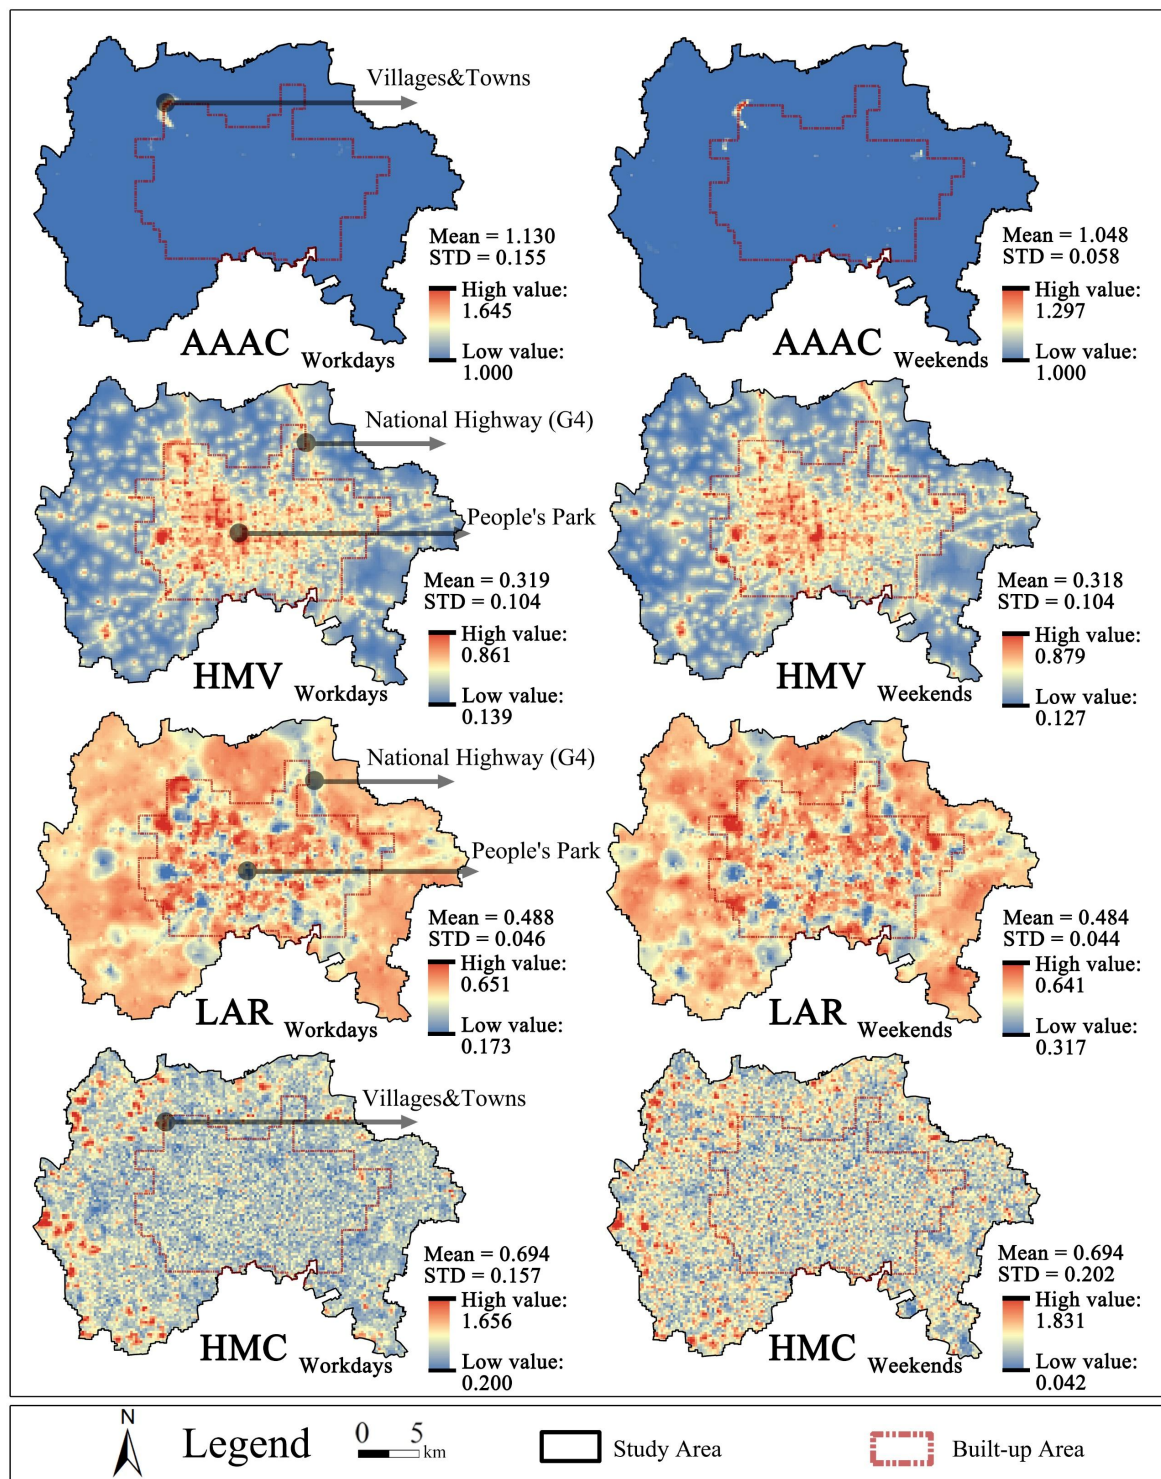 Villages&Towns
Mean = 1.130
STD = 0.155
High value:
1.645
Low value:
1.000
AAAC Workdays
Mean = 1.048
STD = 0.058
High value:
1.297
Low value:
1.000
AAAC Weekends
National Highway (G4)
People's Park
Mean = 0.319
STD = 0.104
High value:
0.861
Low value:
0.139
HMV Workdays
Mean = 0.318
STD = 0.104
High value:
0.879
Low value:
0.127
HMV Weekends
National Highway (G4)
People's Park
Mean = 0.488
STD = 0.046
High value:
0.651
Low value:
0.173
LAR Workdays
Mean = 0.484
STD = 0.044
High value:
0.641
Low value:
0.317
LAR Weekends
Villages&Towns
Mean = 0.694
STD = 0.157
High value:
1.656
Low value:
0.200
HMC Workdays
Mean = 0.694
STD = 0.202
High value:
1.831
Low value:
0.042
HMC Weekends
N
Legend
0 5
km
Study Area
Built-up Area